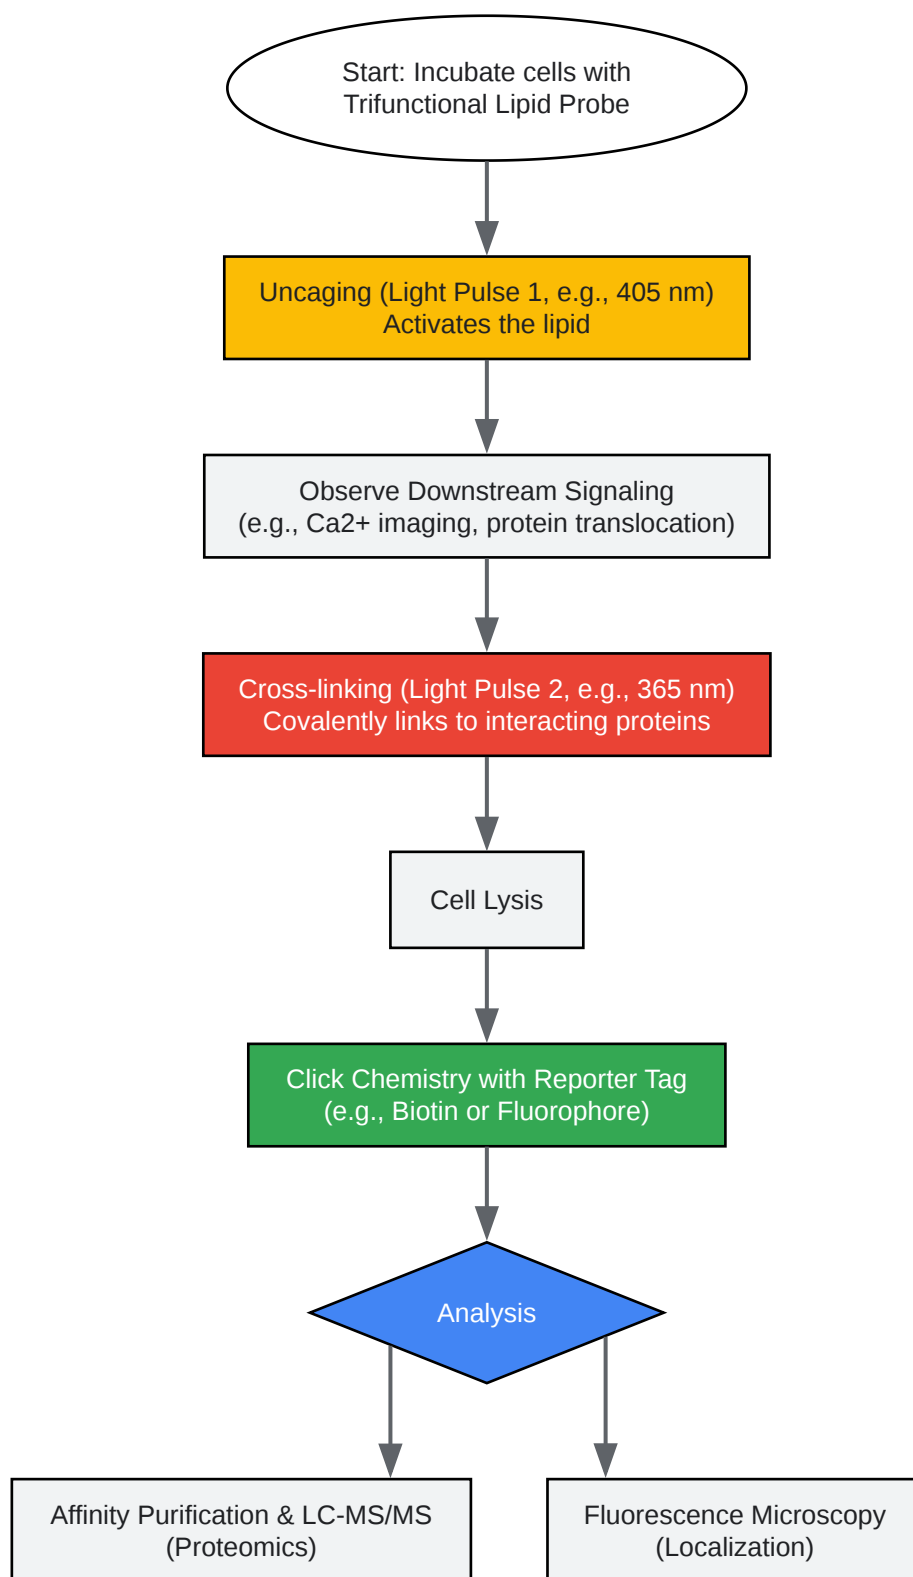 Start: Incubate cells with
Trifunctional Lipid Probe
Uncaging (Light Pulse 1, e.g., 405 nm)
Activates the lipid
Observe Downstream Signaling
(e.g., Ca2+ imaging, protein translocation)
Cross-linking (Light Pulse 2, e.g., 365 nm)
Covalently links to interacting proteins
Cell Lysis
Click Chemistry with Reporter Tag
(e.g., Biotin or Fluorophore)
Analysis
Affinity Purification & LC-MS/MS
(Proteomics)
Fluorescence Microscopy
(Localization)